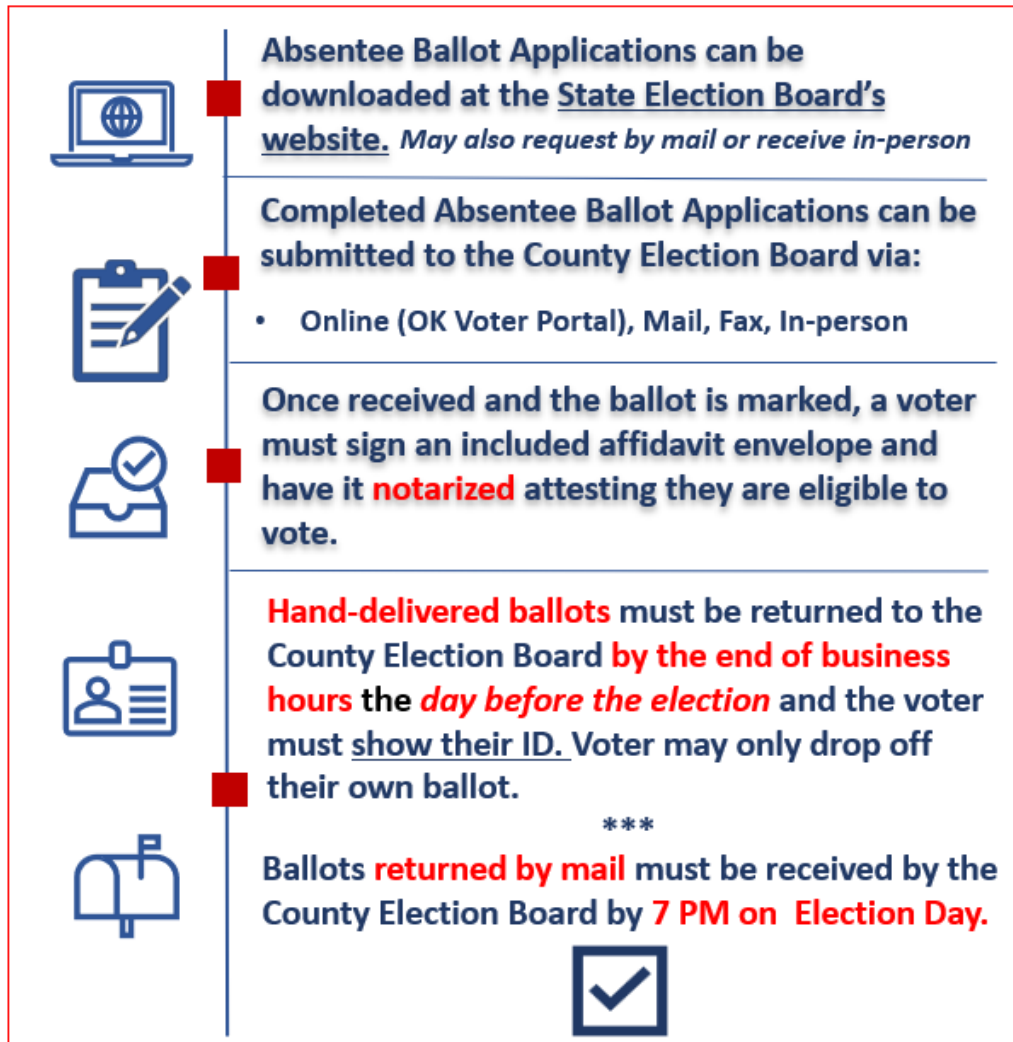 Absentee Ballot Applications can be
downloaded at the State Election Board's
website. May also request by mail or receive in-person
Completed Absentee Ballot Applications can be
submitted to the County Election Board via:
• Online (OK Voter Portal), Mail, Fax, In-person
Once received and the ballot is marked, a voter
must sign an included affidavit envelope and
have it notarized attesting they are eligible to
vote.
Hand-delivered ballots must be returned to the
County Election Board by the end of business
hours the day before the election and the voter
must show their ID. Voter may only drop off
their own ballot.
***
Ballots returned by mail must be received by the
County Election Board by 7 PM on Election Day.